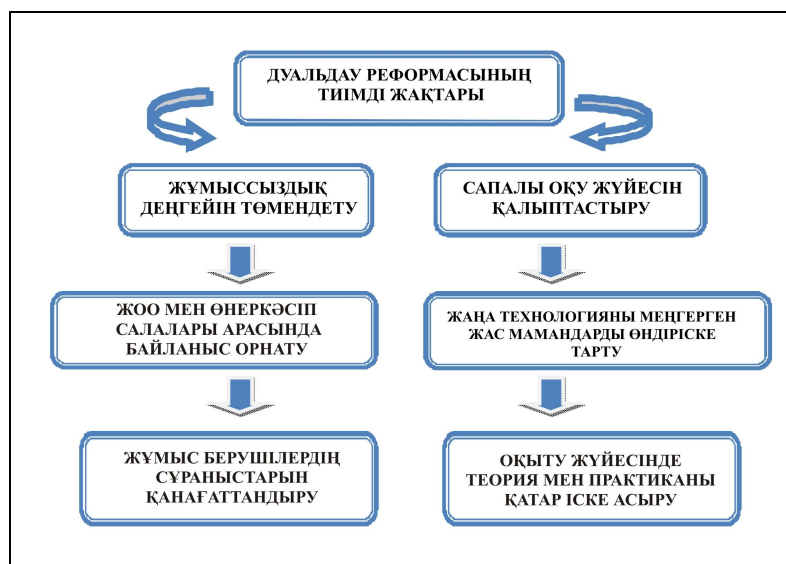 ДУАЛЬДАУ РЕФОРМАСЫНЫҢ
ТИІМДІ ЖАҚТАРЫ
ЖҰМЫССЫЗДЫҚ
ДЕҢГЕЙІН ТӨМЕНДЕТУ
САПАЛЫ ОҚУ ЖҮЙЕСІН
ҚАЛЫПТАСТЫРУ
ЖОО МЕН ӨНЕРКӘСІП
САЛАЛАРЫ АРАСЫНДА
БАЙЛАНЫС ОРНАТУ
ЖАҢА ТЕХНОЛОГИЯНЫ МЕҢГЕРГЕН
ЖАС МАМАНДАРДЫ ӨНДІРІСКЕ
ТАРТУ
ЖҰМЫС БЕРУШІЛЕРДІҢ
СҰРАНЫСТАРЫН
ҚАНАҒАТТАНДЫРУ
ОҚЫТУ ЖҮЙЕСІНДЕ
ТЕОРИЯ МЕН ПРАКТИКАНЫ
ҚАТАР ІСКЕ АСЫРУ